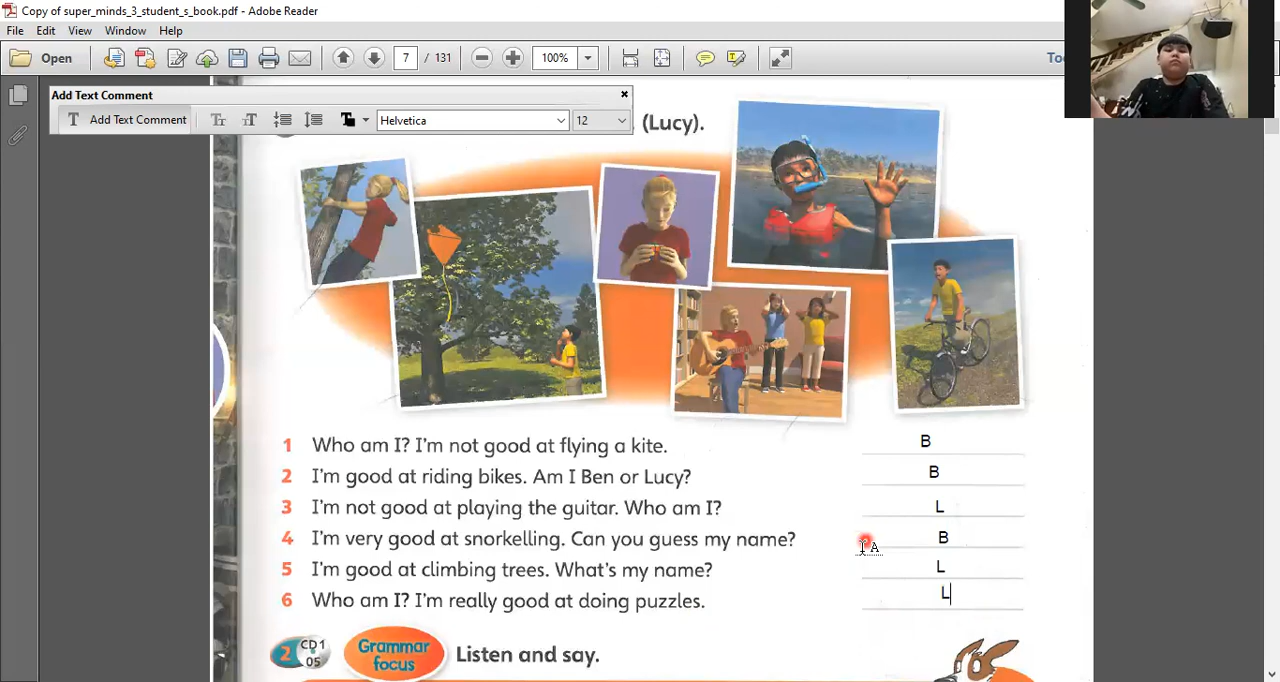 Copy of super_minds_3_student_s_book.pdf - Adobe Reader
File Edit View Window Help
Open 7 / 131 100% To
Add Text Comment
Add Text Comment Helvetica 12
(Lucy).
1 Who am I? I'm not good at flying a kite. B
2 I'm good at riding bikes. Am I Ben or Lucy? B
3 I'm not good at playing the guitar. Who am I? L
4 I'm very good at snorkelling. Can you guess my name? A B
5 I'm good at climbing trees. What's my name? L
6 Who am I? I'm really good at doing puzzles. L
2 CD1 05 Grammar focus Listen and say.